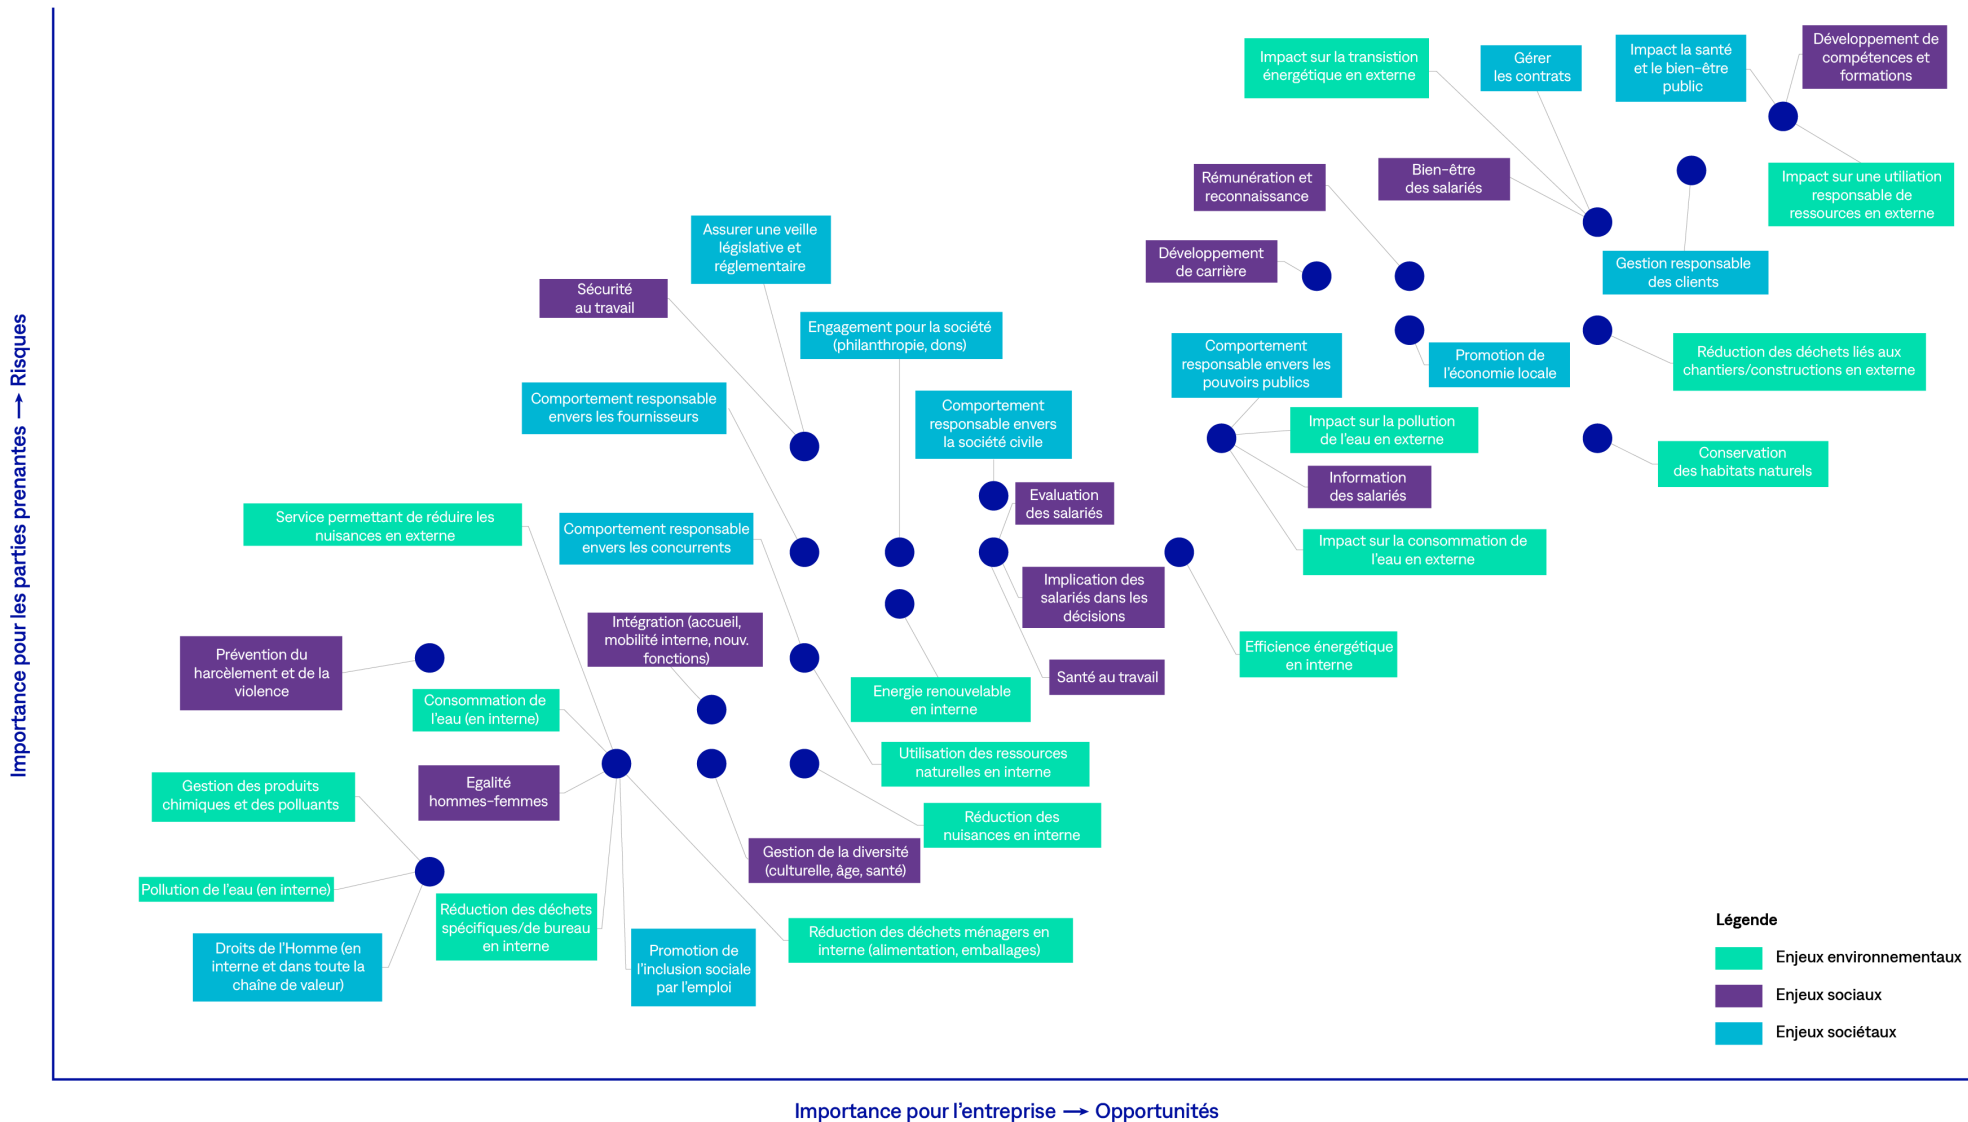 Importance pour les parties prenantes → Risques
Impact sur la transistion
énergétique en externe
Gérer
les contrats
Impact la santé
et le bien-être
public
Développement de
compétences et
formations
Rémunération et
reconnaissance
Bien-être
des salariés
Impact sur une utiliation
responsable de
ressources en externe
Assurer une veille
législative et
réglementaire
Développement
de carrière
Gestion responsable
des clients
Sécurité
au travail
Engagement pour la société
(philanthropie, dons)
Comportement
responsable envers les
pouvoirs publics
Promotion de
l'économie locale
Réduction des déchets liés aux
chantiers/constructions en externe
Comportement responsable
envers les fournisseurs
Comportement
responsable envers
la société civile
Impact sur la pollution
de l'eau en externe
Conservation
des habitats naturels
Information
des salariés
Evaluation
des salariés
Service permettant de réduire les
nuisances en externe
Comportement responsable
envers les concurrents
Impact sur la consommation de
l'eau en externe
Implication des
salariés dans les
décisions
Intégration (accueil,
mobilité interne, nouv.
fonctions)
Efficience énergétique
en interne
Prévention du
harcèlement et de la
violence
Santé au travail
Energie renouvelable
en interne
Consommation de
l'eau (en interne)
Utilisation des ressources
naturelles en interne
Gestion des produits
chimiques et des polluants
Egalité
hommes-femmes
Réduction des
nuisances en interne
Gestion de la diversité
(culturelle, âge, santé)
Pollution de l'eau (en interne)
Réduction des déchets
spécifiques/de bureau
en interne
Réduction des déchets ménagers en
interne (alimentation, emballages)
Droits de l'Homme (en
interne et dans toute la
chaîne de valeur)
Promotion de
l'inclusion sociale
par l'emploi
Légende
Enjeux environnementaux
Enjeux sociaux
Enjeux sociétaux
Importance pour l'entreprise → Opportunités